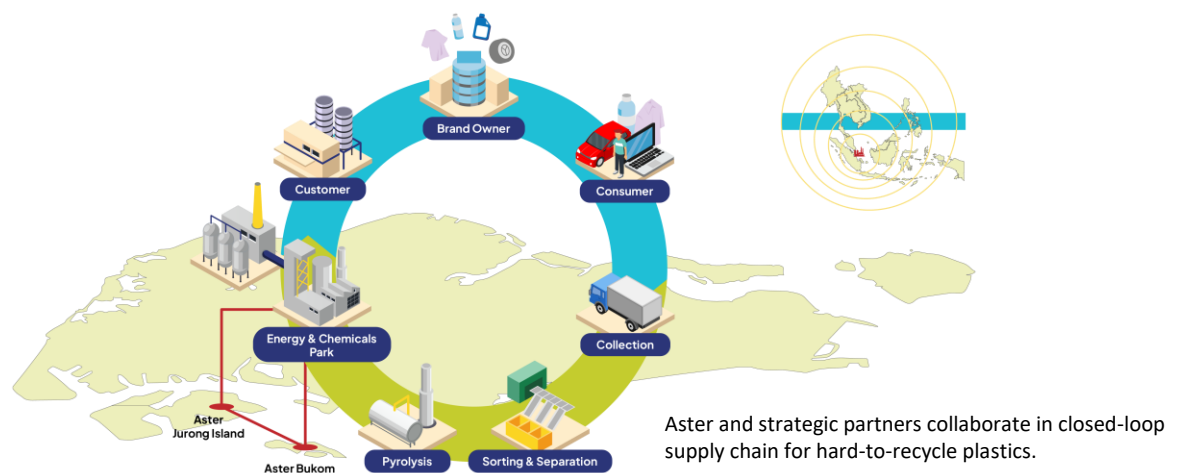 Brand Owner
Customer
Consumer
Energy & Chemicals
Park
Collection
Aster
Jurong Island
Aster Bukom
Pyrolysis
Sorting & Separation
Aster and strategic partners collaborate in closed-loop
supply chain for hard-to-recycle plastics.